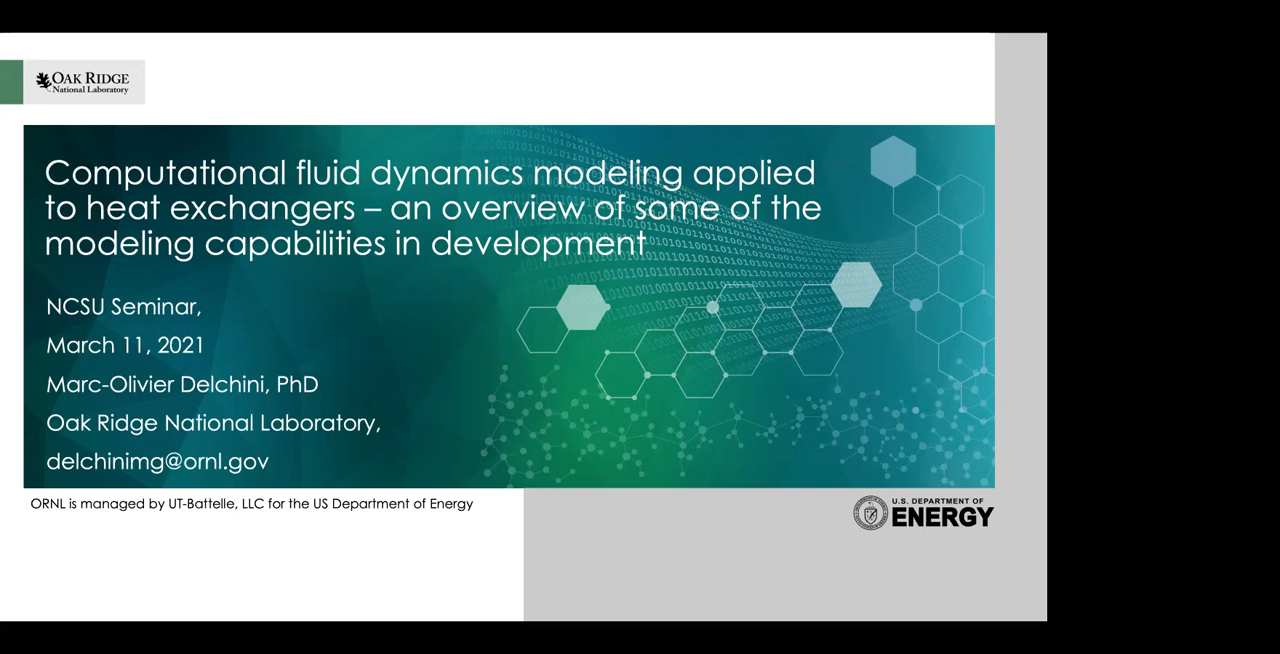 OAK RIDGE
National Laboratory
Computational fluid dynamics modeling applied
to heat exchangers – an overview of some of the
modeling capabilities in development
NCSU Seminar,
March 11, 2021
Marc-Olivier Delchini, PhD
Oak Ridge National Laboratory,
delchinimg@ornl.gov
ORNL is managed by UT-Battelle, LLC for the US Department of Energy
U.S. DEPARTMENT OF
ENERGY